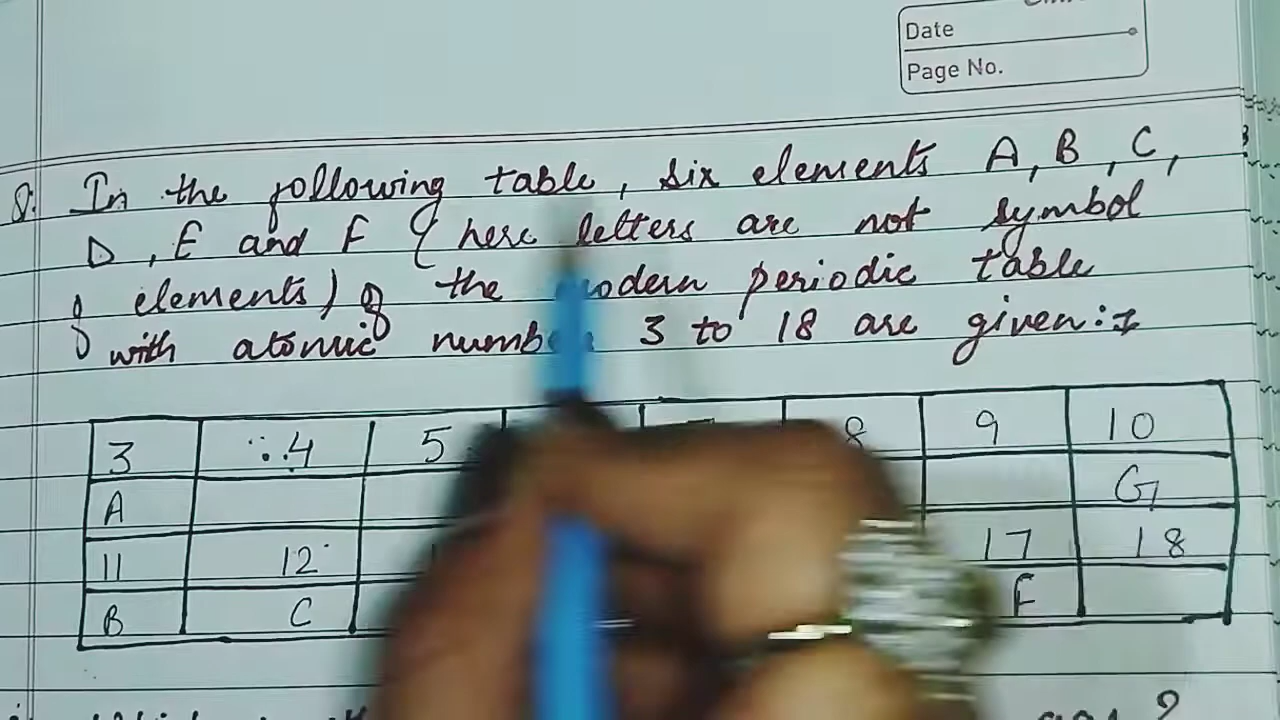 Date
Page No.
Q. In the following table, six elements A, B, C,
D, E and F ( here letters are not symbol
of elements) of the modern periodic table
with atomic number 3 to 18 are given:-
3 4 5 8 9 10
A G
11 12 17 18
B C F